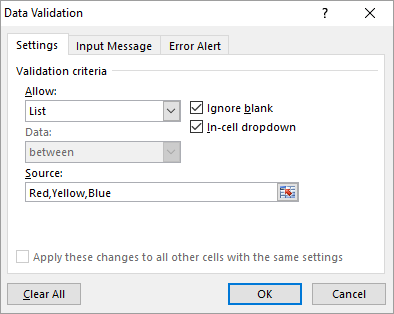 Data Validation ? ×
Settings Input Message Error Alert
Validation criteria
Allow:
List
Ignore blank
Data:
In-cell dropdown
between
Source:
Red,Yellow,Blue
Apply these changes to all other cells with the same settings
Clear All OK Cancel